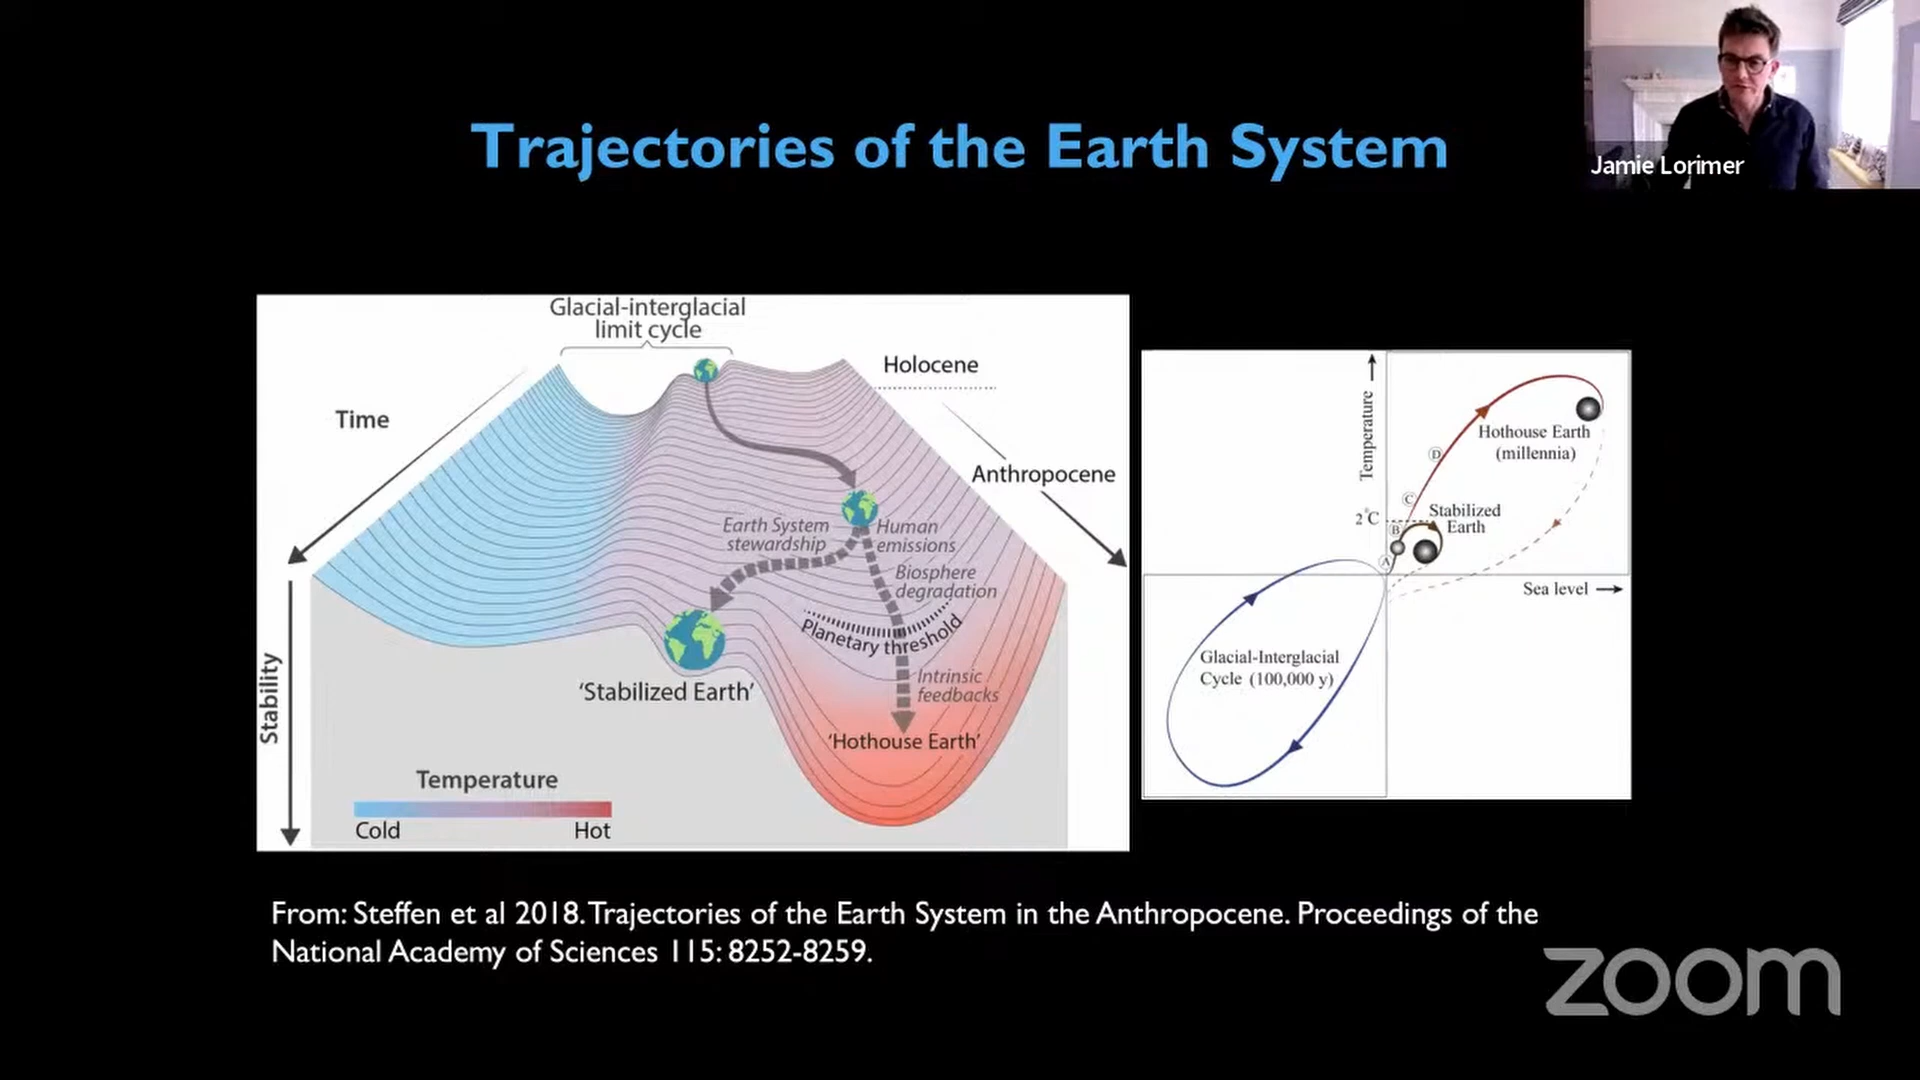 Jamie Lorimer
Trajectories of the Earth System
Glacial-interglacial
limit cycle
Holocene
Time
Anthropocene
Earth System
stewardship
Human
emissions
Biosphere
degradation
Planetary threshold
Stability
'Stabilized Earth'
Intrinsic
feedbacks
'Hothouse Earth'
Temperature
Cold
Hot
Temperature
Hothouse Earth
(millennia)
D
C
Stabilized
Earth
2°C
B
A
Sea level
Glacial-Interglacial
Cycle (100,000 y)
From: Steffen et al 2018. Trajectories of the Earth System in the Anthropocene. Proceedings of the
National Academy of Sciences 115: 8252-8259.
zoom